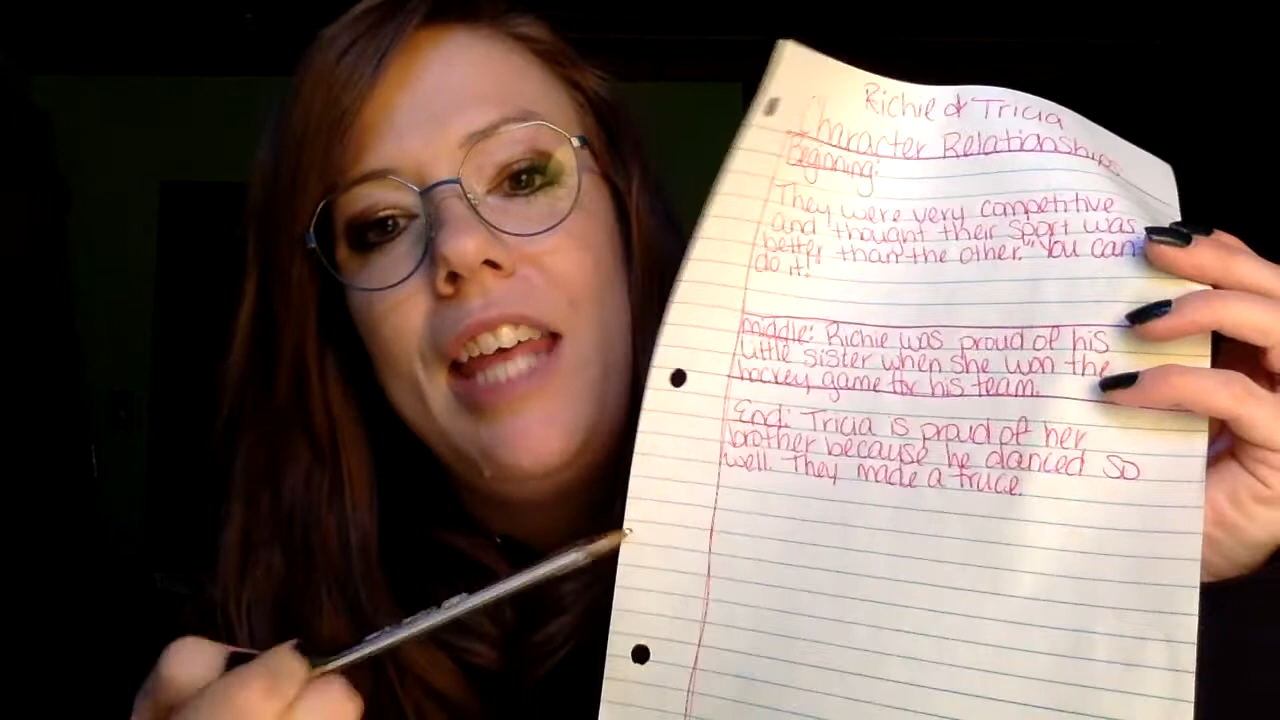 Richie & Tricia
Character Relationships
Beginning:
They were very competitive
and thought their sport was
better than the other. "You can't
do it!
middle: Richie was proud of his
little sister when she won the
hockey game for his team.
End: Tricia is proud of her
brother because he danced so
well. They made a truce.